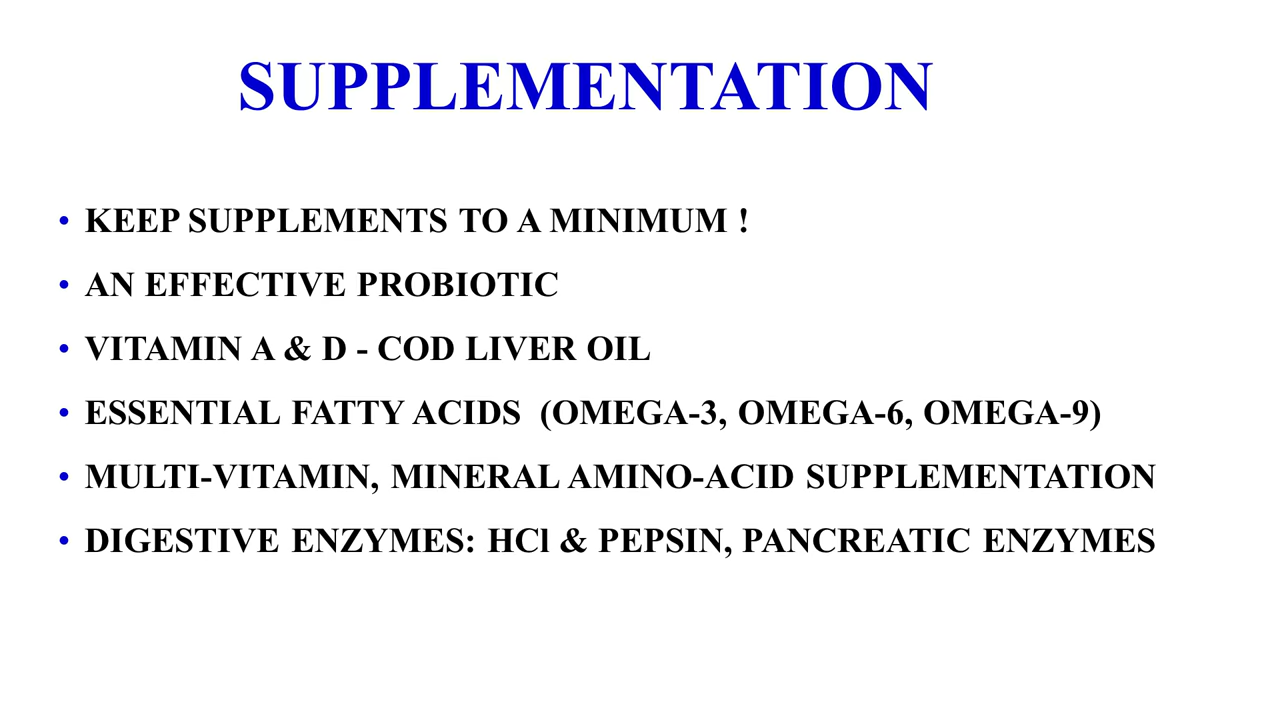 SUPPLEMENTATION
• KEEP SUPPLEMENTS TO A MINIMUM !
• AN EFFECTIVE PROBIOTIC
• VITAMIN A & D - COD LIVER OIL
• ESSENTIAL FATTY ACIDS  (OMEGA-3, OMEGA-6, OMEGA-9)
• MULTI-VITAMIN, MINERAL AMINO-ACID SUPPLEMENTATION
• DIGESTIVE ENZYMES: HCl & PEPSIN, PANCREATIC ENZYMES